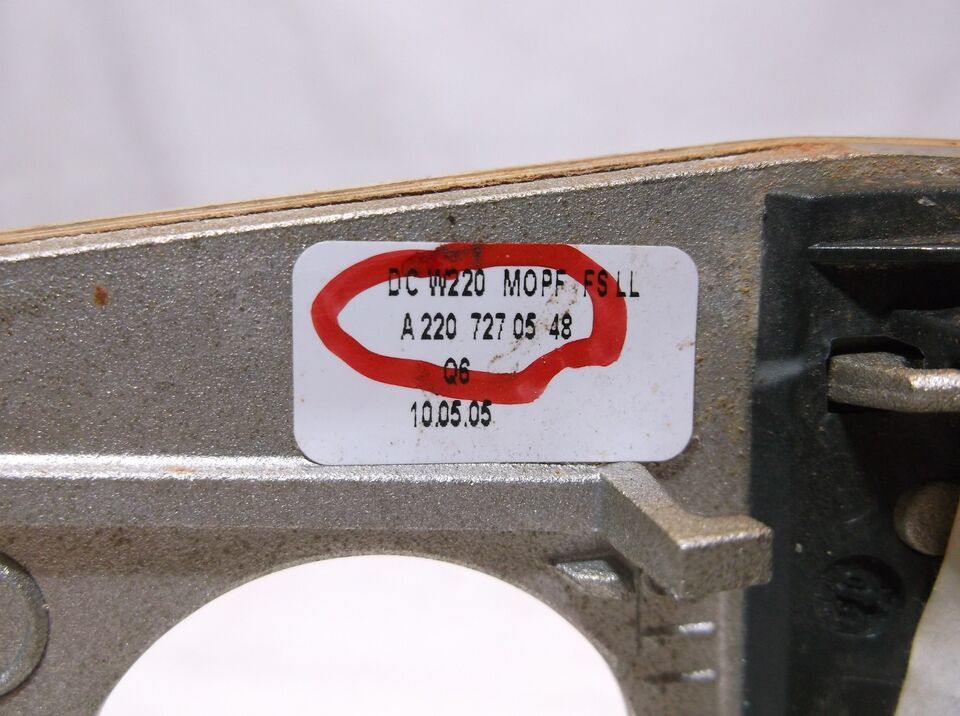 DC W220 MOPF FS LL
A 220 727 05 48
Q6
10.05.05